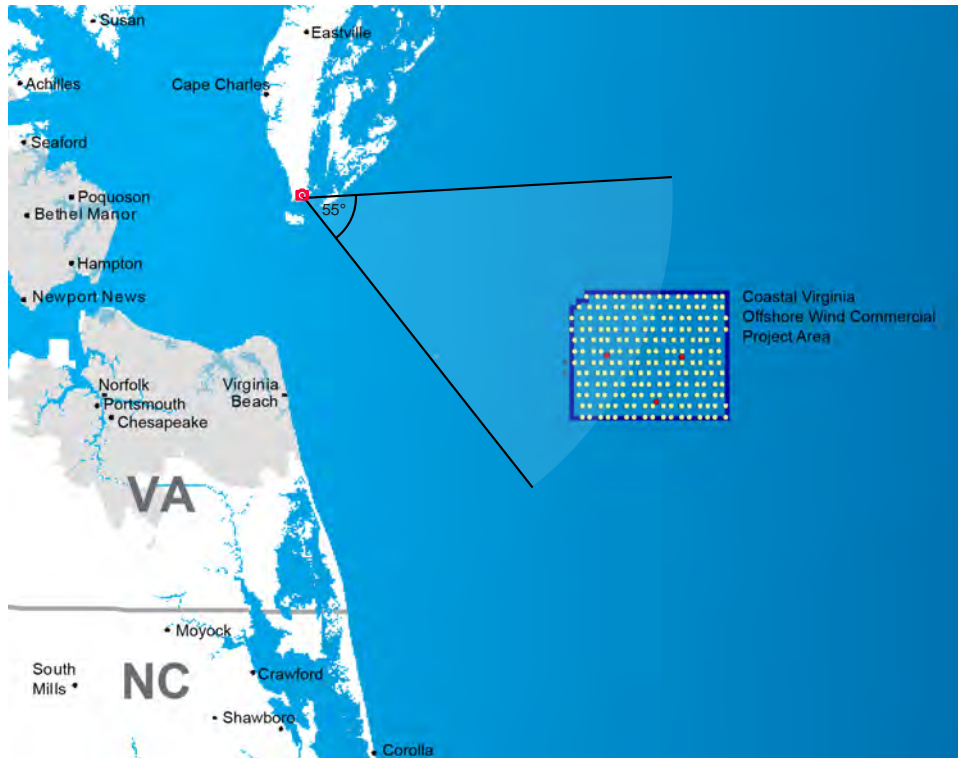 Susan
Eastville
Achilles
Cape Charles
Seaford
Poquoson
55°
Bethel Manor
Hampton
Newport News
Coastal Virginia
Offshore Wind Commercial
Project Area
Norfolk
Virginia
Beach
Portsmouth
Chesapeake
VA
Moyock
South
Mills
NC
Crawford
Shawboro
Corolla